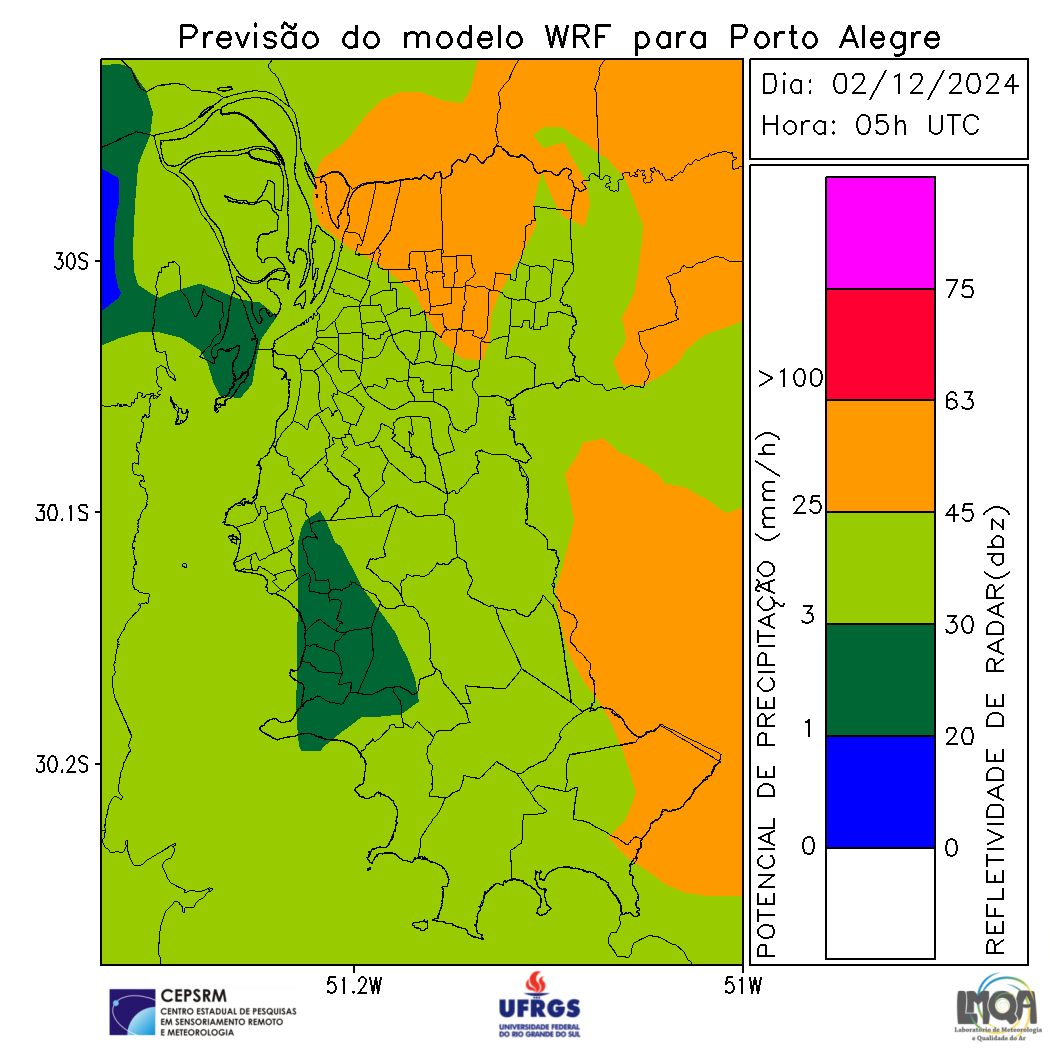 Previsão do modelo WRF para Porto Alegre
Dia: 02/12/2024
Hora: 05h UTC
30S
30.1S
30.2S
51.2W
51W
POTENCIAL DE PRECIPITAÇÃO (mm/h)
>100
25
3
1
0
75
63
45
30
20
0
REFLETIVIDADE DE RADAR(dbz)
CEPSRM
CENTRO ESTADUAL DE PESQUISAS
EM SENSORIAMENTO REMOTO
E METEOROLOGIA
UFRGS
UNIVERSIDADE FEDERAL
DO RIO GRANDE DO SUL
LMQA
Laboratório de Meteorologia
e Qualidade do Ar